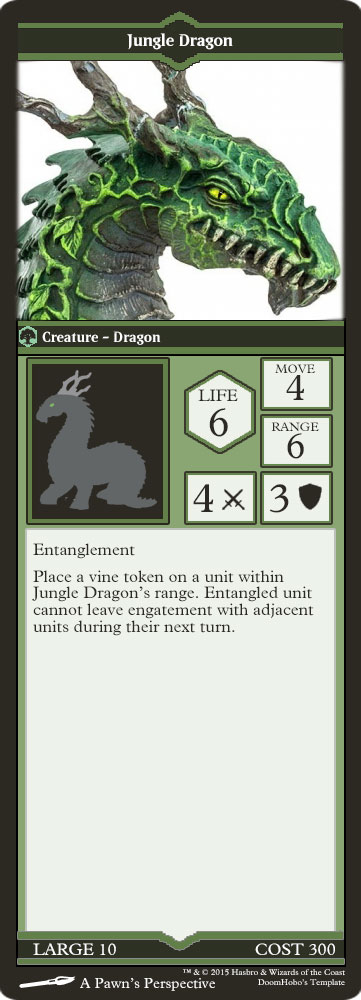 Jungle Dragon
Creature – Dragon
LIFE
6
MOVE
4
RANGE
6
4
3
Entanglement
Place a vine token on a unit within
Jungle Dragon's range. Entangled unit
cannot leave engatement with adjacent
units during their next turn.
LARGE 10
COST 300
A Pawn's Perspective
™ & © 2015 Hasbro & Wizards of the Coast
DoomHobo's Template